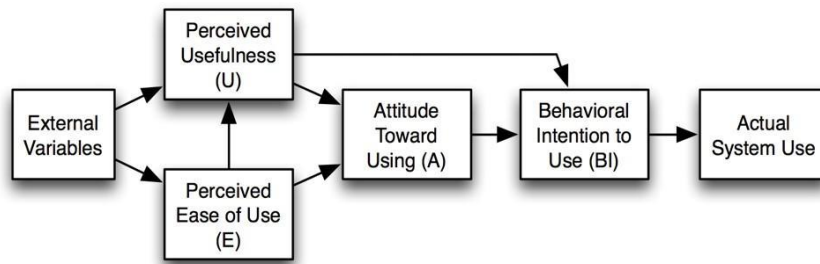 Perceived
Usefulness
(U)
External
Variables
Perceived
Ease of Use
(E)
Attitude
Toward
Using (A)
Behavioral
Intention to
Use (BI)
Actual
System Use